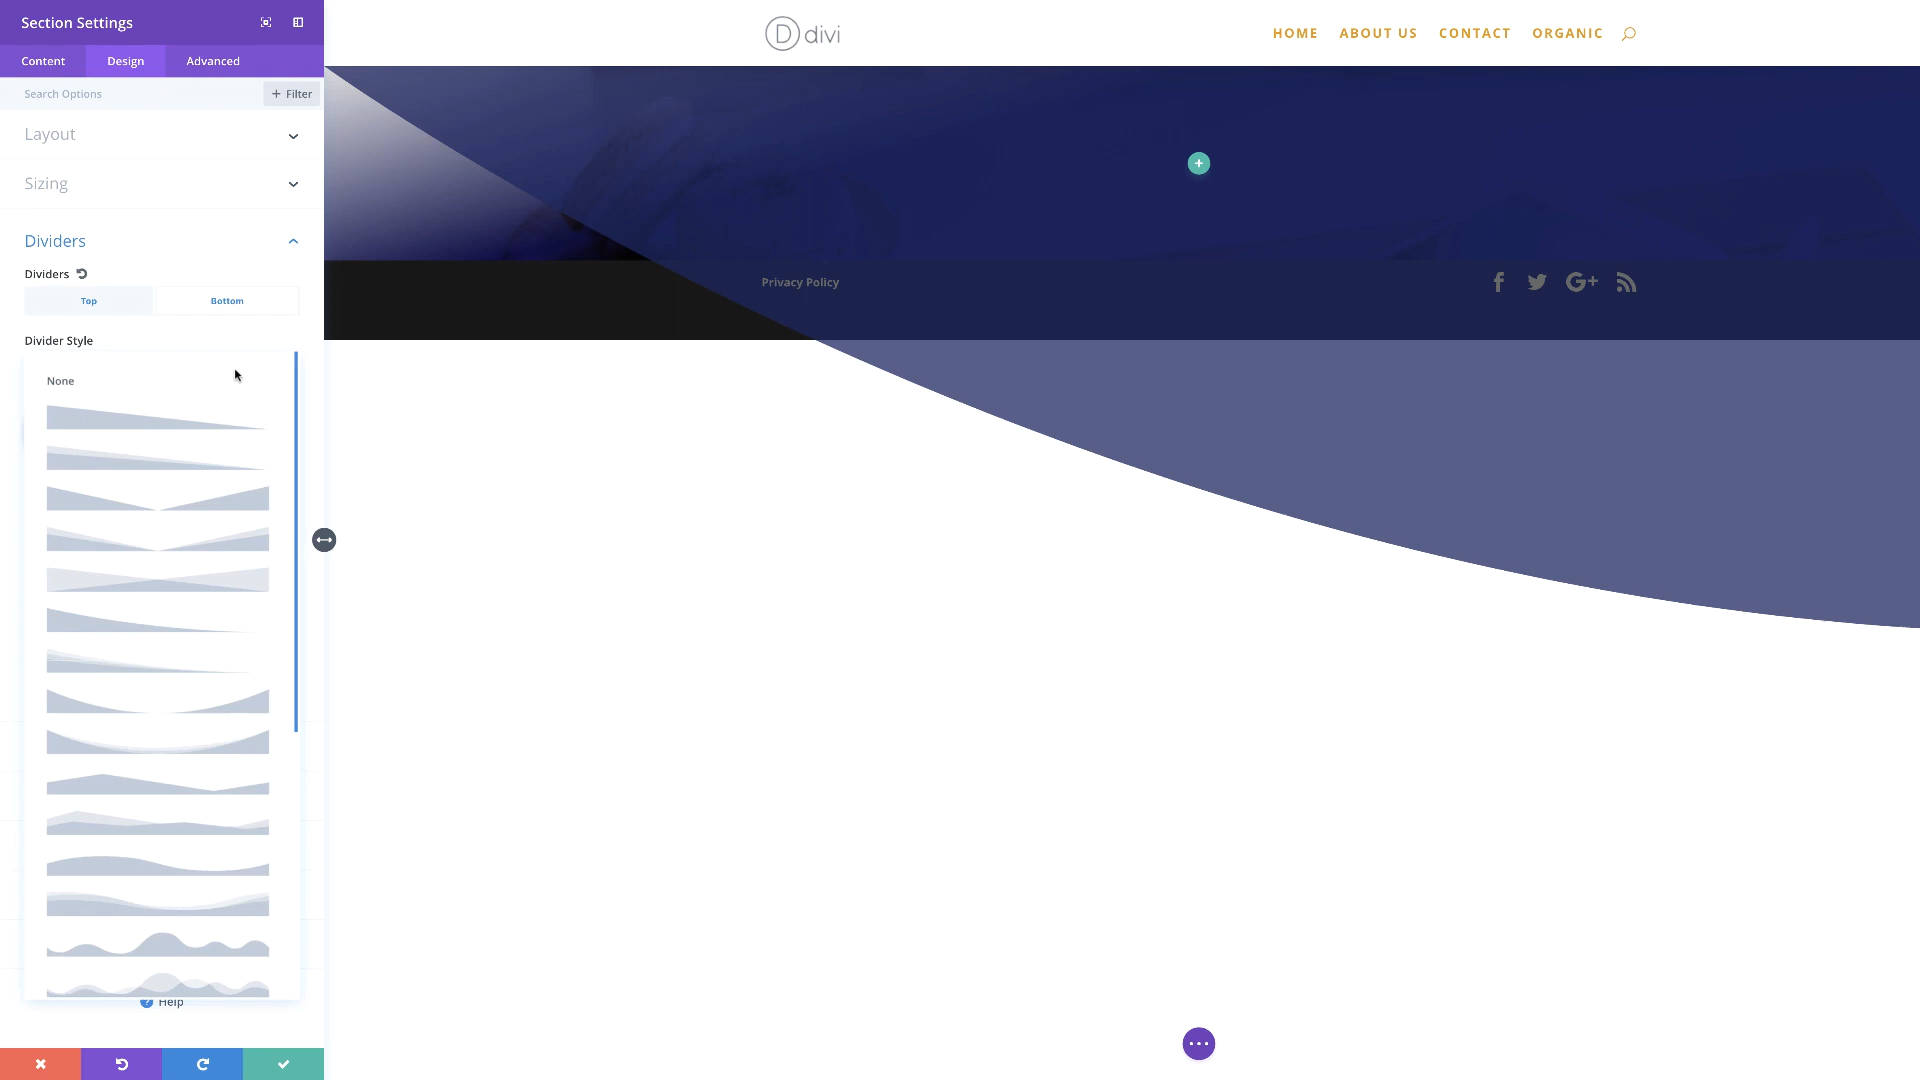 Section Settings
Content
Design
Advanced
Search Options
+ Filter
Layout
Sizing
Dividers
Dividers
Top
Bottom
Divider Style
None
? Help
D divi
HOME
ABOUT US
CONTACT
ORGANIC
Privacy Policy
G+